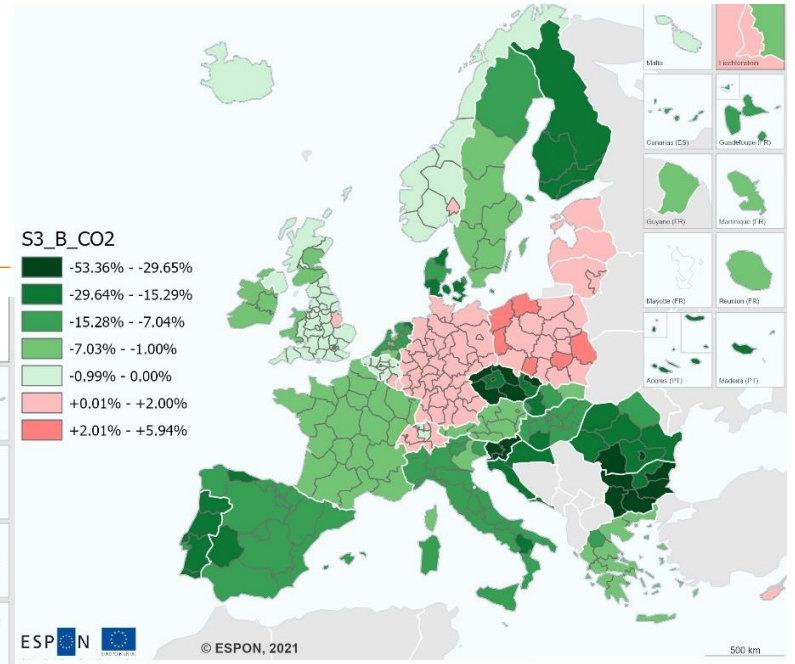 S3_B_CO2
-53.36% - -29.65%
-29.64% - -15.29%
-15.28% - -7.04%
-7.03% - -1.00%
-0.99% - 0.00%
+0.01% - +2.00%
+2.01% - +5.94%
Malta
Liechtenstein
Canarias (ES)
Guadeloupe (FR)
Guyane (FR)
Martinique (FR)
Mayotte (FR)
Reunion (FR)
Acores (PT)
Madeira (PT)
ESPON
© ESPON, 2021
500 km